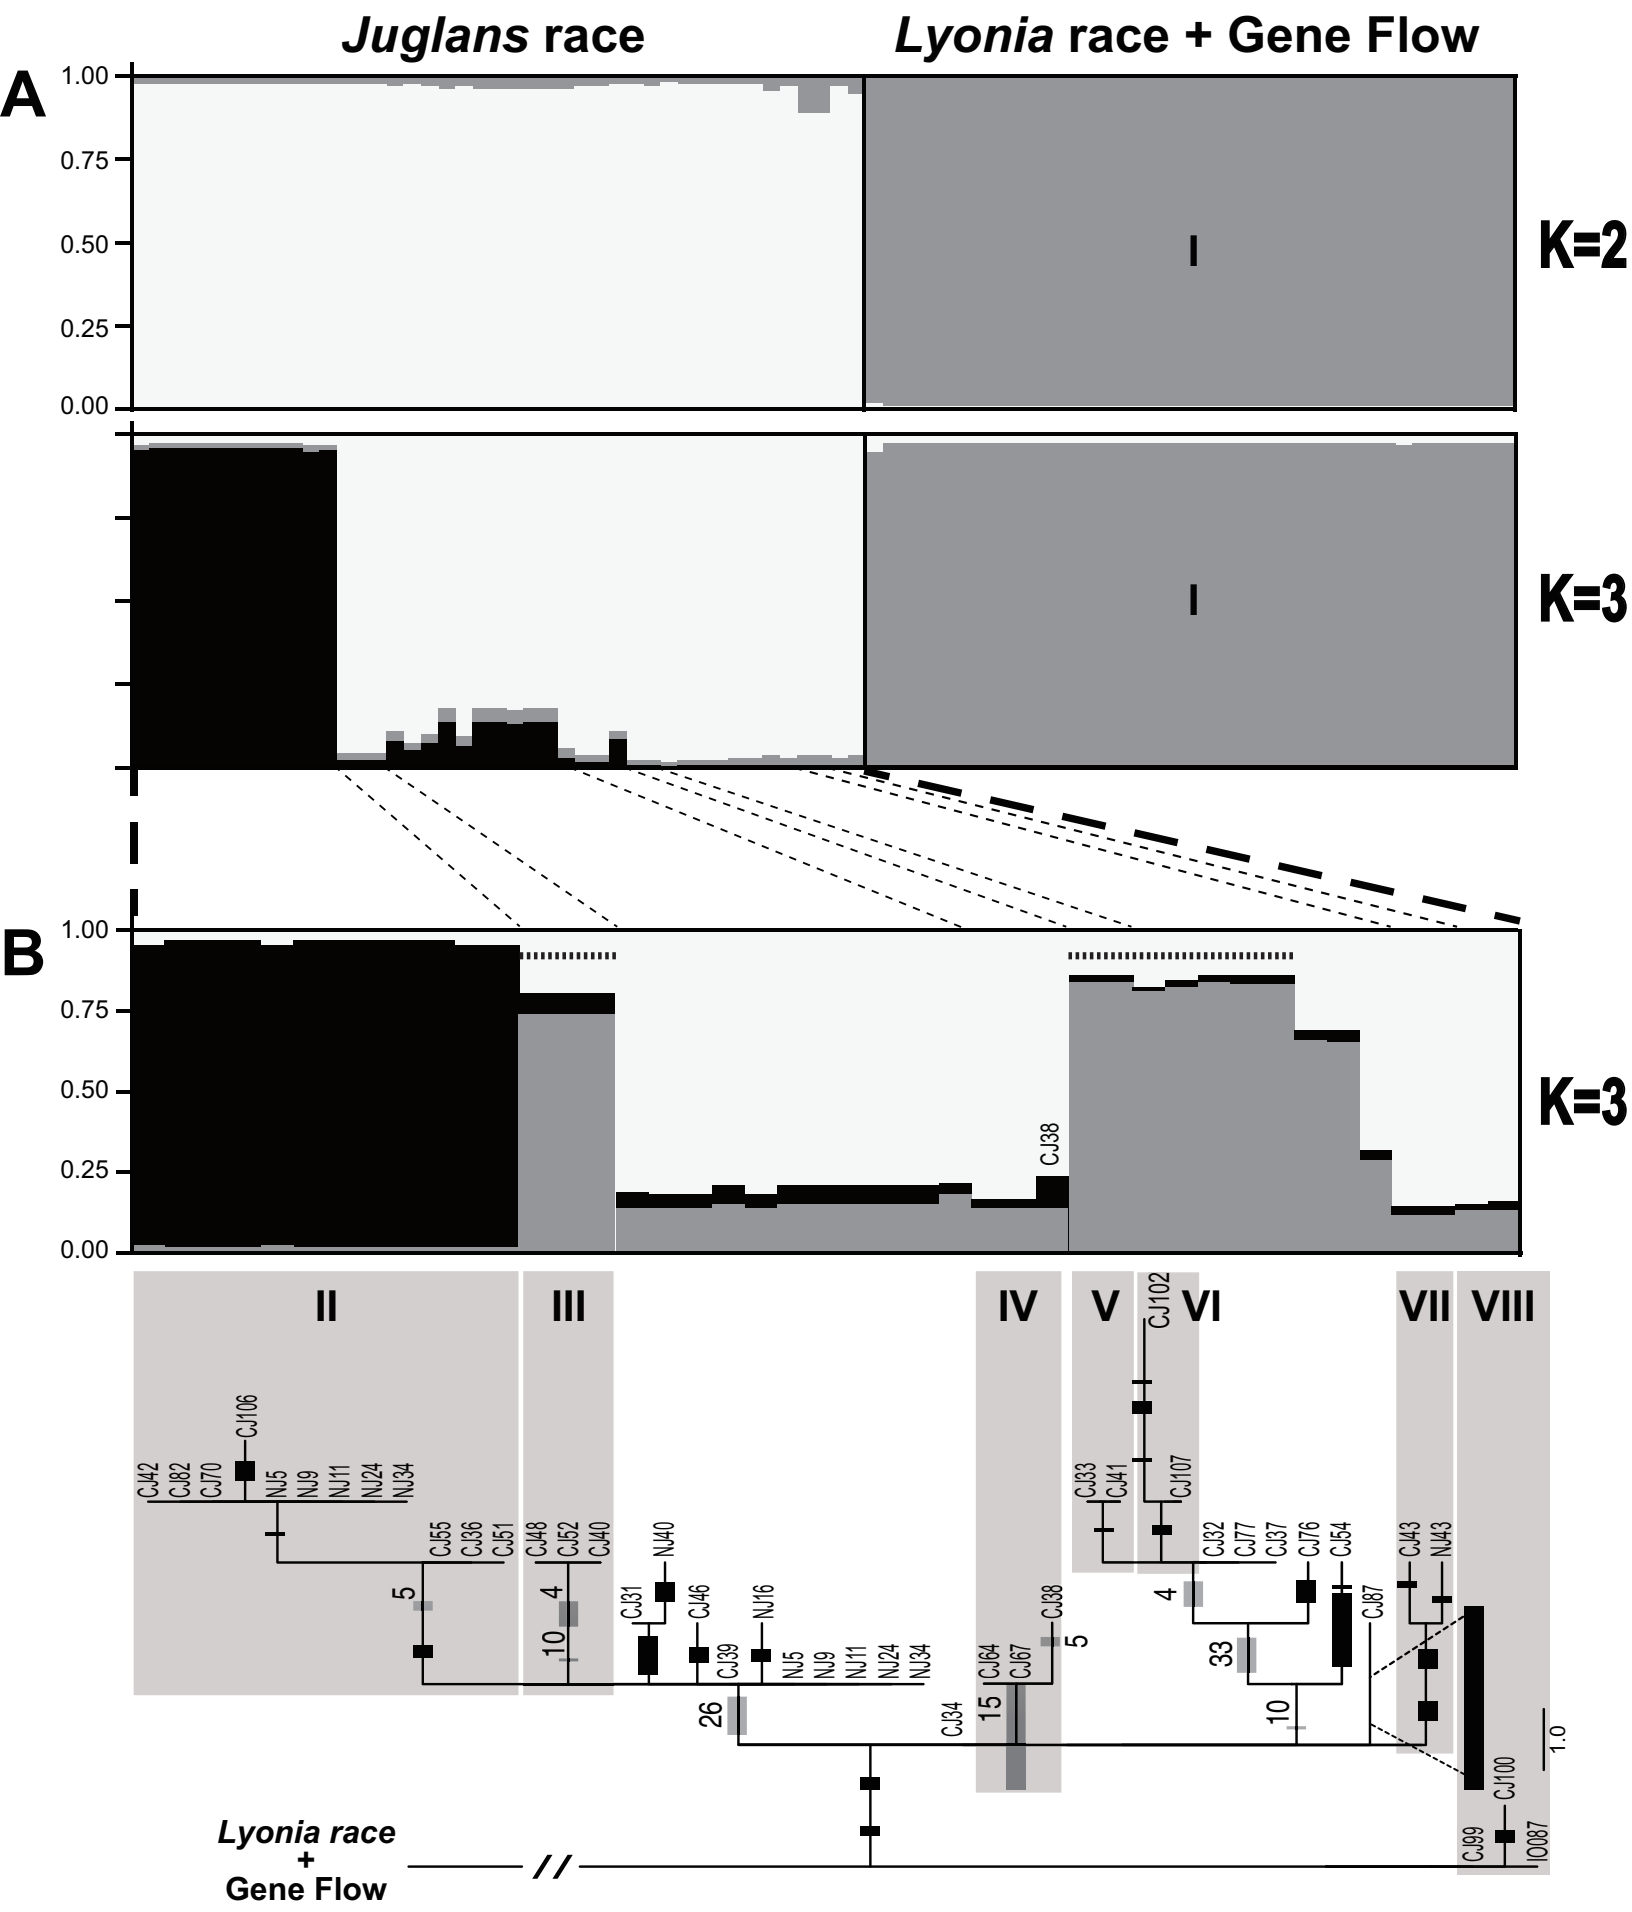 Juglans race
Lyonia race + Gene Flow
A
1.00
0.75
0.50
0.25
0.00
I
K=2
I
K=3
B
1.00
0.75
0.50
0.25
0.00
CJ38
K=3
II
III
IV
V
VI
VII
VIII
CJ102
CJ106
CJ42
CJ82
CJ70
NJ5
NJ9
NJ11
NJ24
NJ34
CJ33
CJ41
CJ107
CJ55
CJ36
CJ51
CJ48
CJ52
CJ40
NJ40
CJ32
CJ77
CJ37
CJ76
CJ54
CJ43
NJ43
5
4
10
CJ31
CJ46
NJ16
CJ38
5
4
CJ87
CJ39
NJ5
NJ9
NJ11
NJ24
NJ34
CJ64
CJ67
33
26
CJ34
15
10
1.0
CJ100
CJ99
IO087
Lyonia race
+
Gene Flow
//